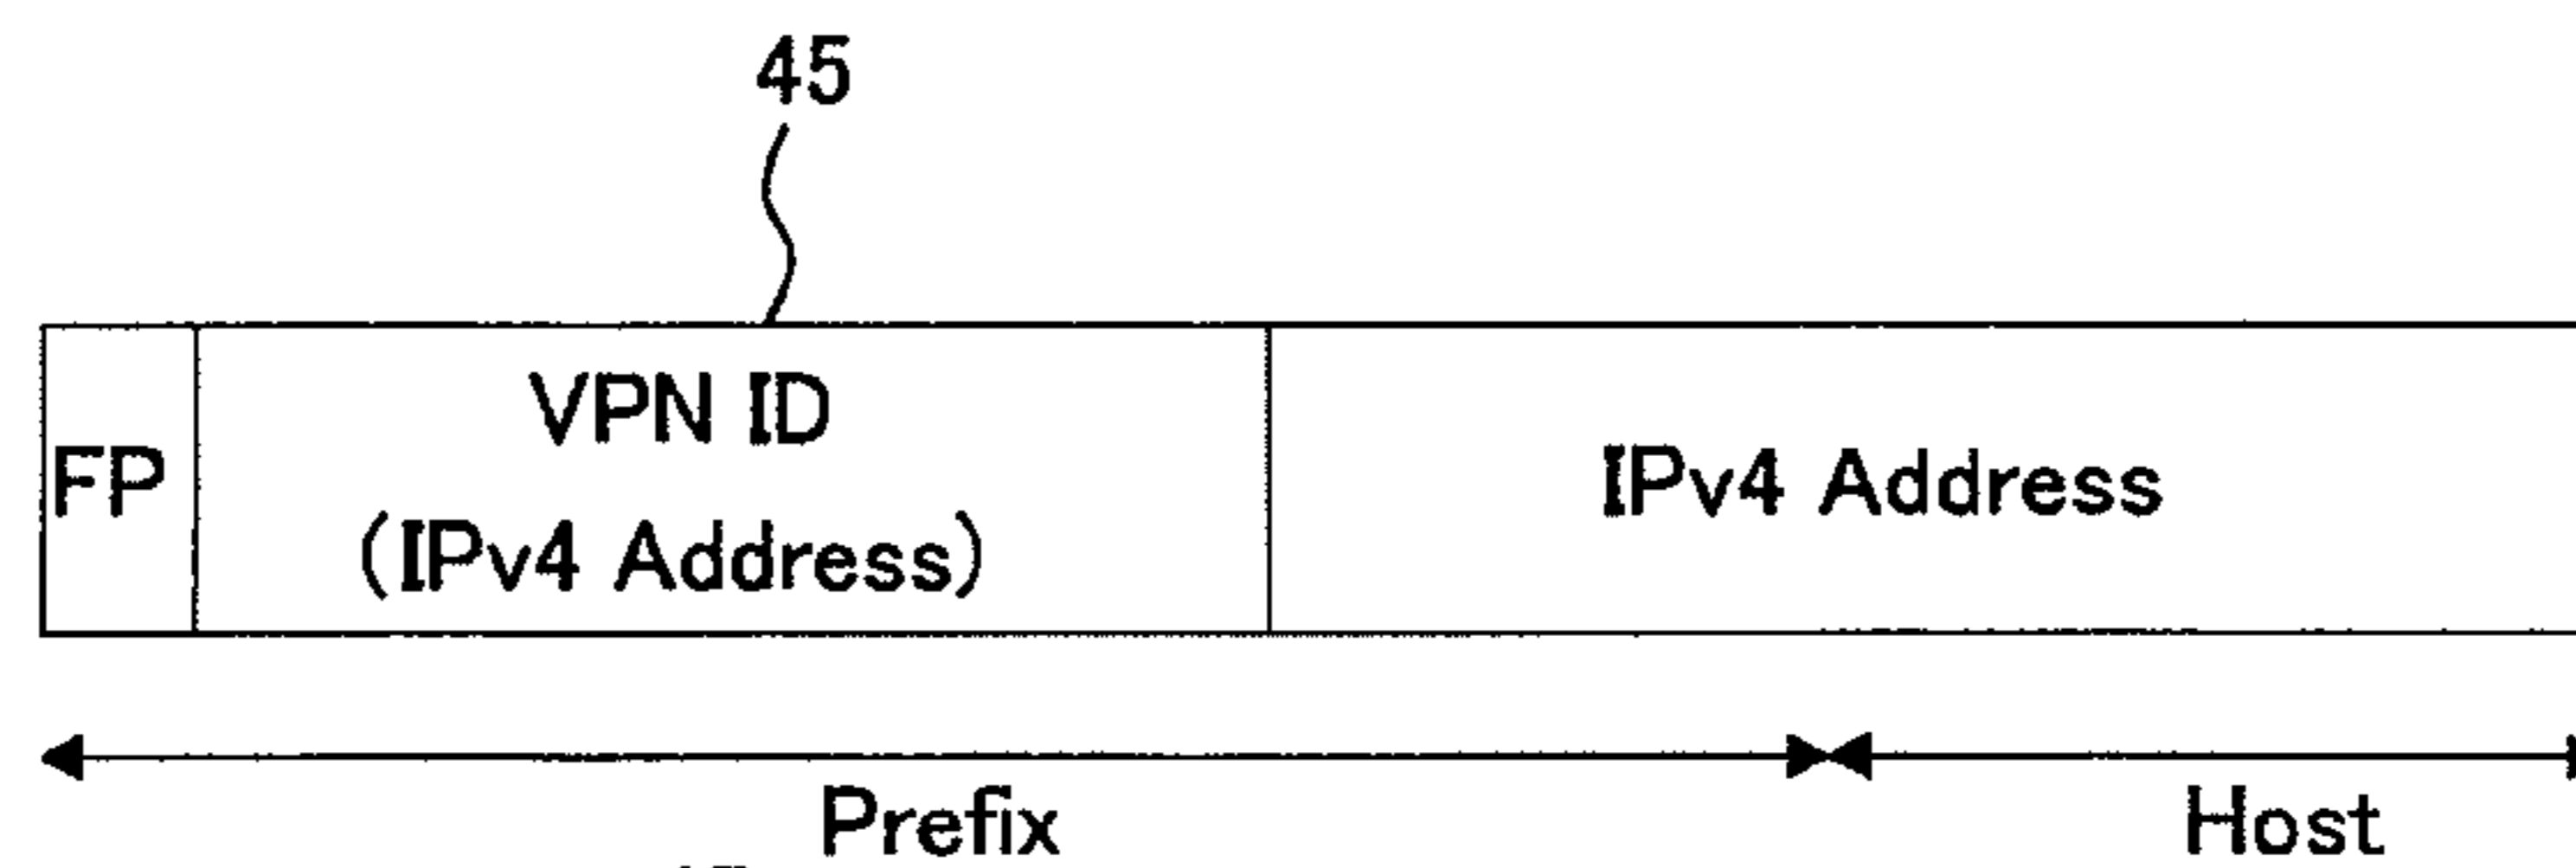 45
FP
VPN ID
(IPv4 Address)
IPv4 Address
Prefix
Host